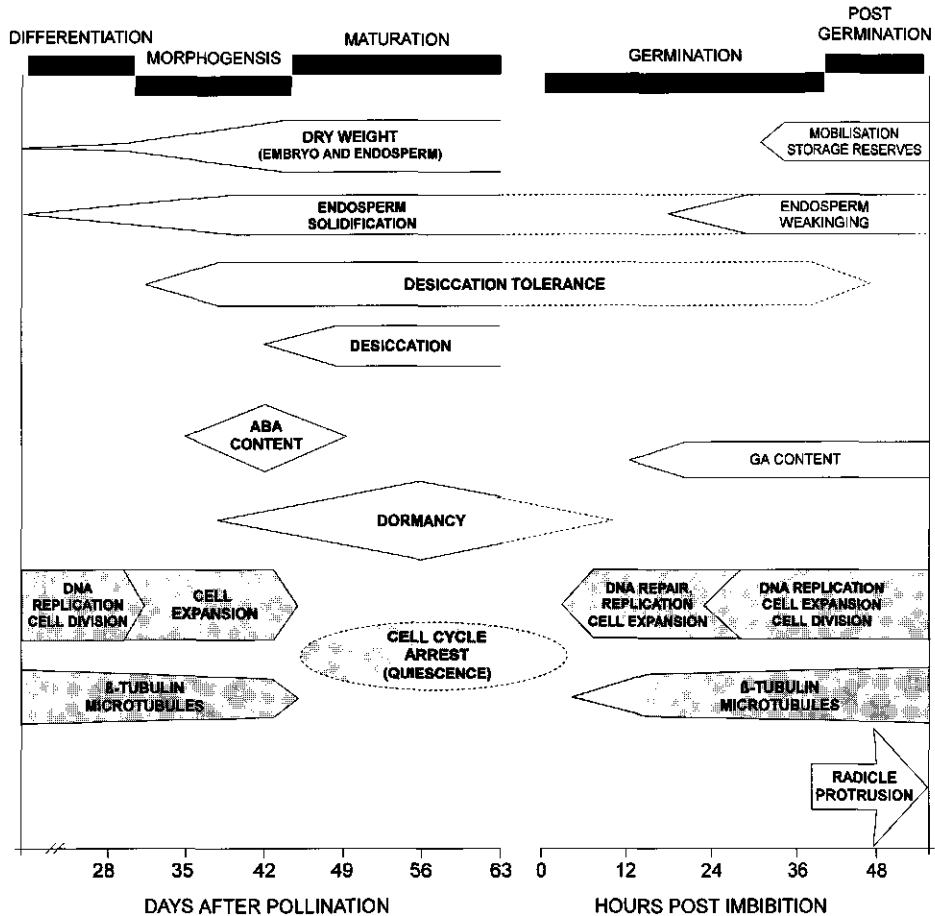 DIFFERENTIATION
MORPHOGENSIS
MATURATION
GERMINATION
POST
GERMINATION
DRY WEIGHT
(EMBRYO AND ENDOSPERM)
MOBILISATION
STORAGE RESERVES
ENDOSPERM
SOLIDIFICATION
ENDOSPERM
WEAKINGING
DESICCATION TOLERANCE
DESICCATION
ABA
CONTENT
GA CONTENT
DORMANCY
DNA
REPLICATION
CELL DIVISION
CELL
EXPANSION
DNA REPAIR
REPLICATION
CELL EXPANSION
DNA REPLICATION
CELL EXPANSION
CELL DIVISION
CELL CYCLE
ARREST
(QUIESCENCE)
ß-TUBULIN
MICROTUBULES
ß-TUBULIN
MICROTUBULES
RADICLE
PROTRUSION
28 35 42 49 56 63
0 12 24 36 48
DAYS AFTER POLLINATION
HOURS POST IMBIBITION